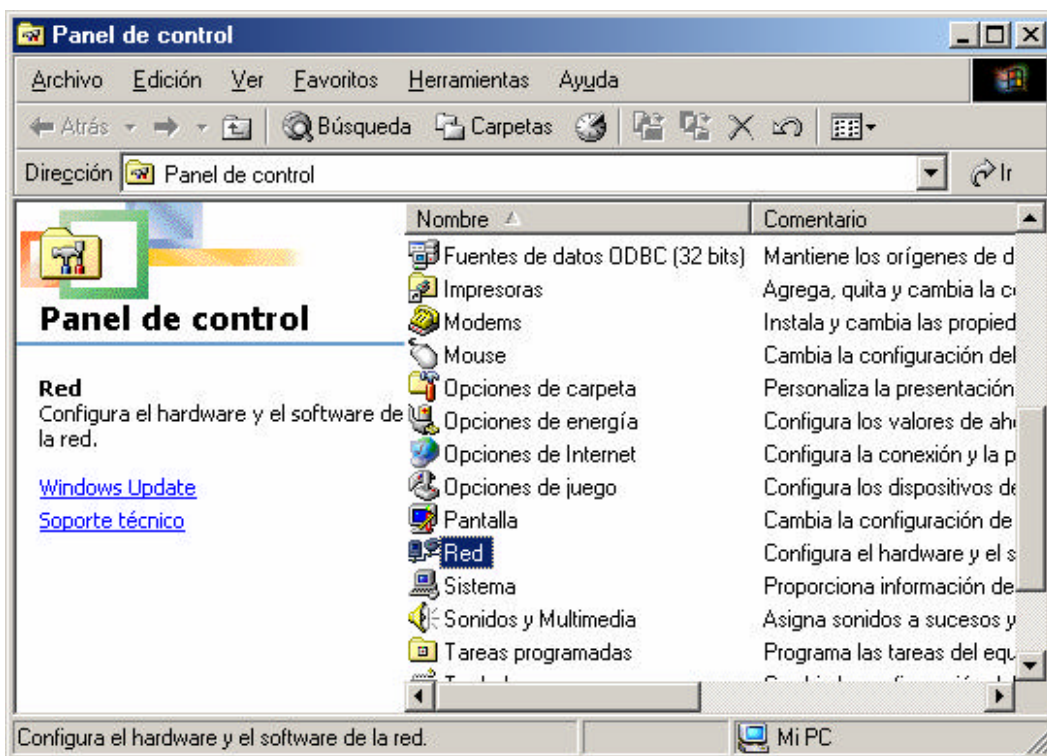 Panel de control
Archivo Edición Ver Favoritos Herramientas Ayuda
Atrás Búsqueda Carpetas
Dirección Panel de control Ir
Panel de control
Red
Configura el hardware y el software de
la red.
Windows Update
Soporte técnico
Nombre Comentario
Fuentes de datos ODBC (32 bits) Mantiene los orígenes de d
Impresoras Agrega, quita y cambia la c
Modems Instala y cambia las propied
Mouse Cambia la configuración del
Opciones de carpeta Personaliza la presentación
Opciones de energía Configura los valores de ah
Opciones de Internet Configura la conexión y la p
Opciones de juego Configura los dispositivos de
Pantalla Cambia la configuración de
Red Configura el hardware y el s
Sistema Proporciona información de
Sonidos y Multimedia Asigna sonidos a sucesos y
Tareas programadas Programa las tareas del equ
Configura el hardware y el software de la red. Mi PC